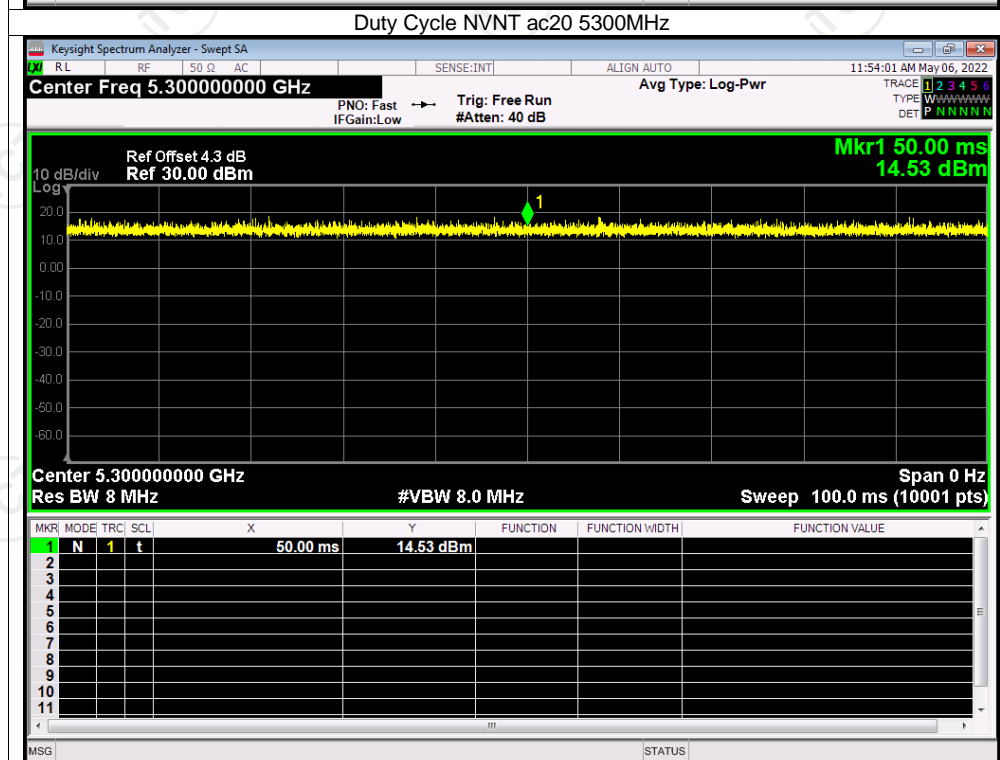 Duty Cycle NVNT ac20 5300MHz
Keysight Spectrum Analyzer - Swept SA
LXI RL RF 50 Ω AC SENSE:INT ALIGN AUTO 11:54:01 AM May 06, 2022
Center Freq 5.300000000 GHz Avg Type: Log-Pwr TRACE 1 2 3 4 5 6
PNO: Fast Trig: Free Run TYPE WWWWWW
IFGain:Low #Atten: 40 dB DET P N N N N N
Mkr1 50.00 ms
Ref Offset 4.3 dB
10 dB/div Ref 30.00 dBm 14.53 dBm
Log
1
20.0
10.0
0.00
-10.0
-20.0
-30.0
-40.0
-50.0
-60.0
Center 5.300000000 GHz Span 0 Hz
Res BW 8 MHz #VBW 8.0 MHz Sweep 100.0 ms (10001 pts)
MKR MODE TRC SCL X Y FUNCTION FUNCTION WIDTH FUNCTION VALUE
1 N 1 t 50.00 ms 14.53 dBm
2
3
4
5
6
7
8
9
10
11
MSG STATUS